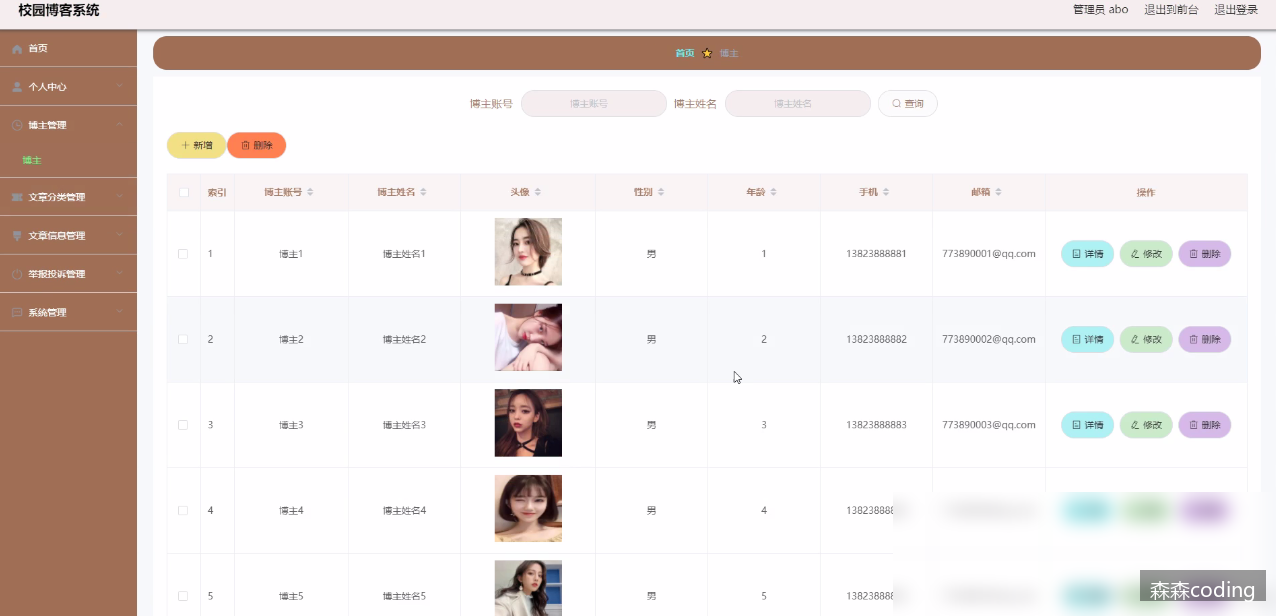 校园博客系统
管理员 abo 退出到前台 退出登录
首页
个人中心
博主管理
博主
文章分类管理
文章信息管理
举报投诉管理
系统管理
首页 博主
博主账号 博主账号 博主姓名 博主姓名 查询
新增 删除
索引 博主账号 博主姓名 头像 性别 年龄 手机 邮箱 操作
1 博主1 博主姓名1 男 1 13823888881 773890001@qq.com 详情 修改 删除
2 博主2 博主姓名2 男 2 13823888882 773890002@qq.com 详情 修改 删除
3 博主3 博主姓名3 男 3 13823888883 773890003@qq.com 详情 修改 删除
4 博主4 博主姓名4 男 4 138238888
5 博主5 博主姓名5 男 5 138238888
森森coding